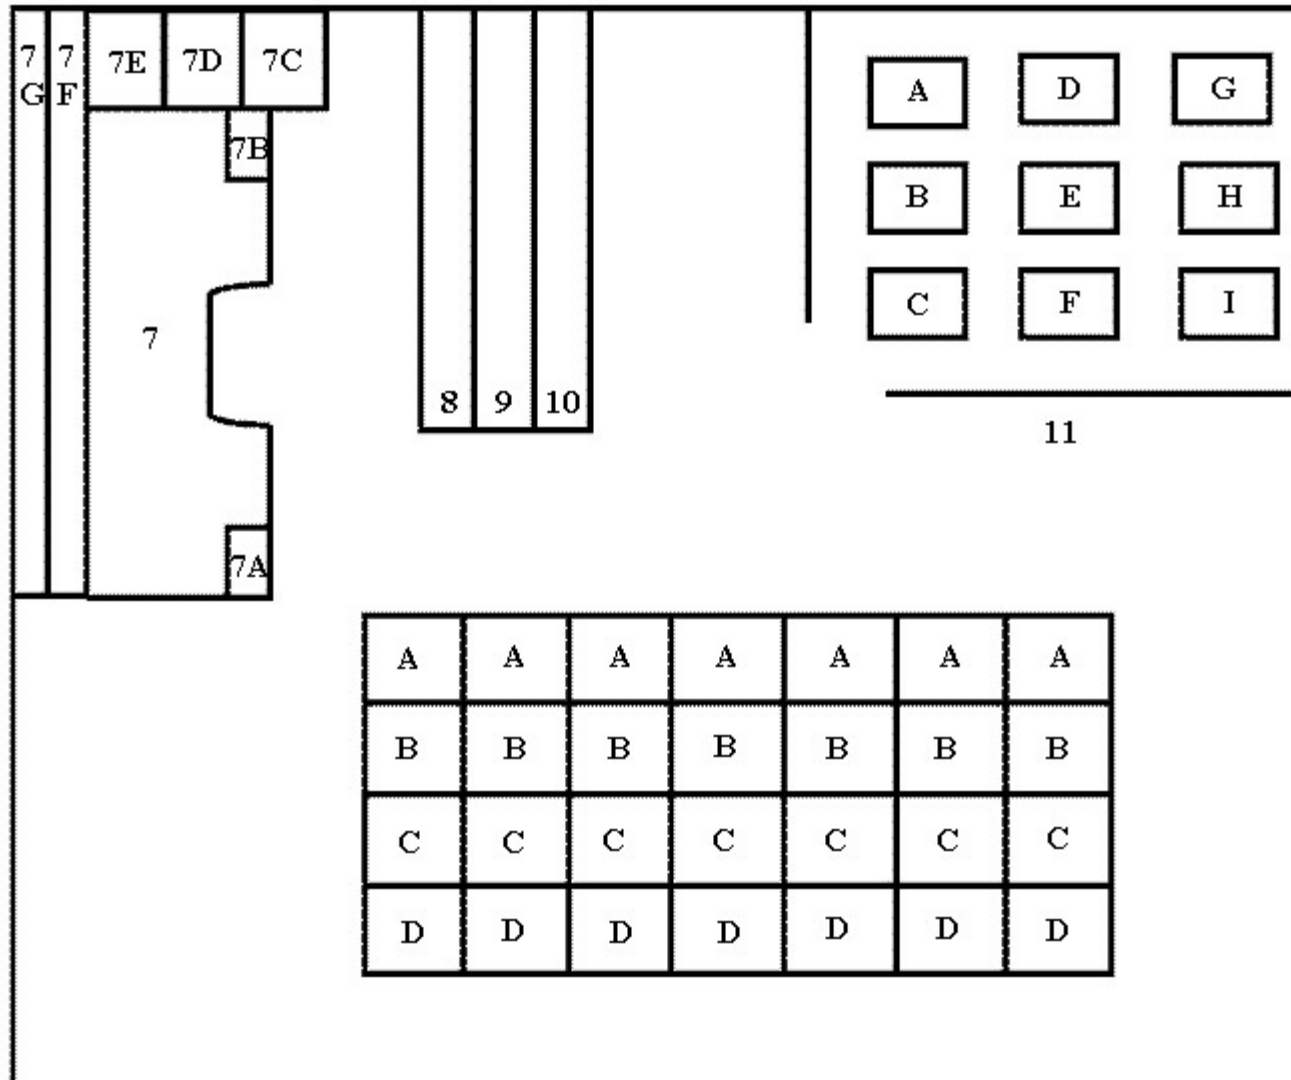 7 G
7 F
7E
7D
7C
7B
7
7A
8 9 10
A D G
B E H
C F I
11
A A A A A A A
B B B B B B B
C C C C C C C
D D D D D D D